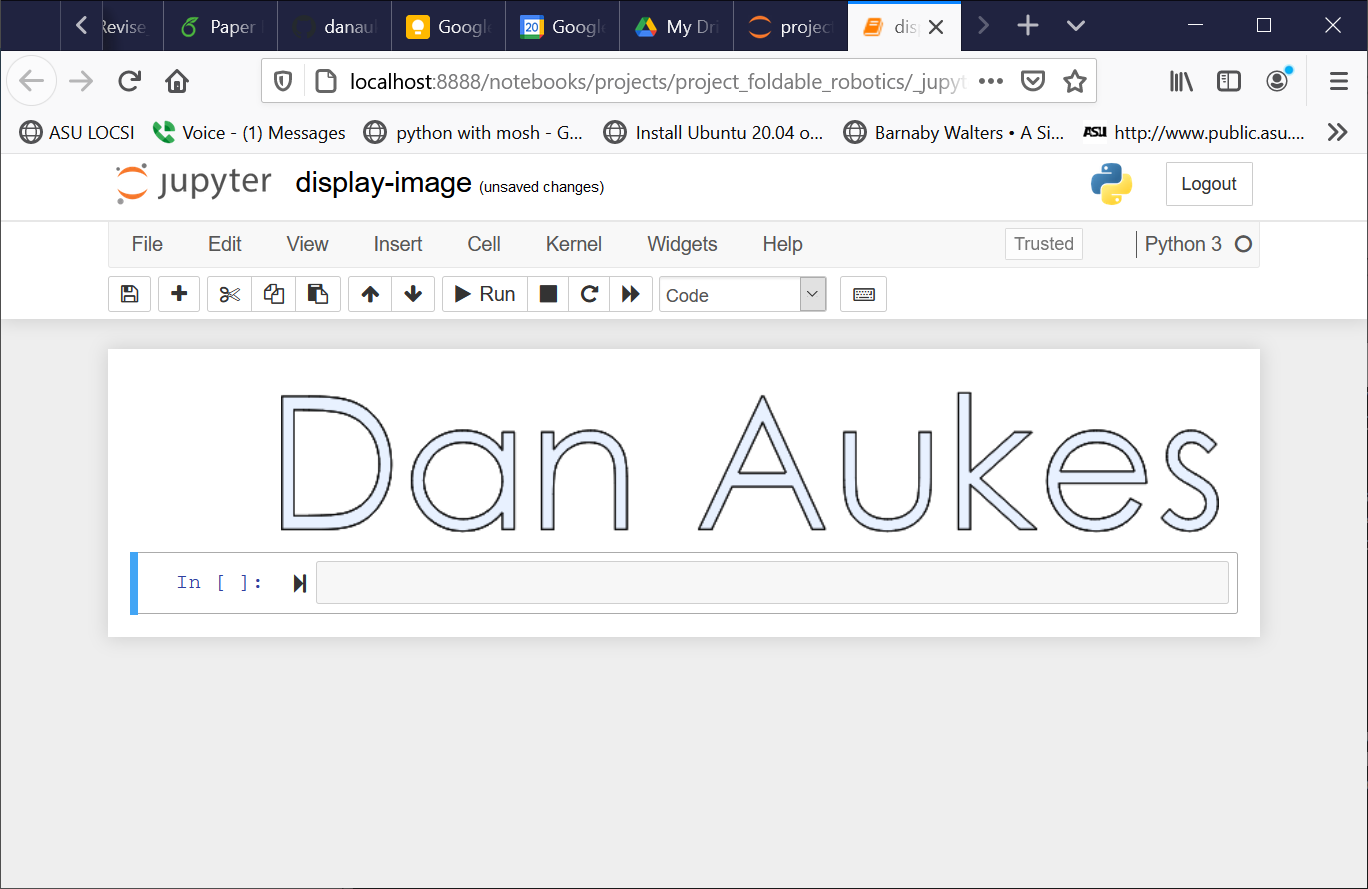 Revise Paper danau Google 20 Google My Dri projec dis
localhost:8888/notebooks/projects/project_foldable_robotics/_jupyt
ASU LOCSI Voice - (1) Messages python with mosh - G... Install Ubuntu 20.04 o... Barnaby Walters • A Si... ASU http://www.public.asu....
jupyter display-image (unsaved changes) Logout
File Edit View Insert Cell Kernel Widgets Help Trusted Python 3
Run Code
Dan Aukes
In [ ]: